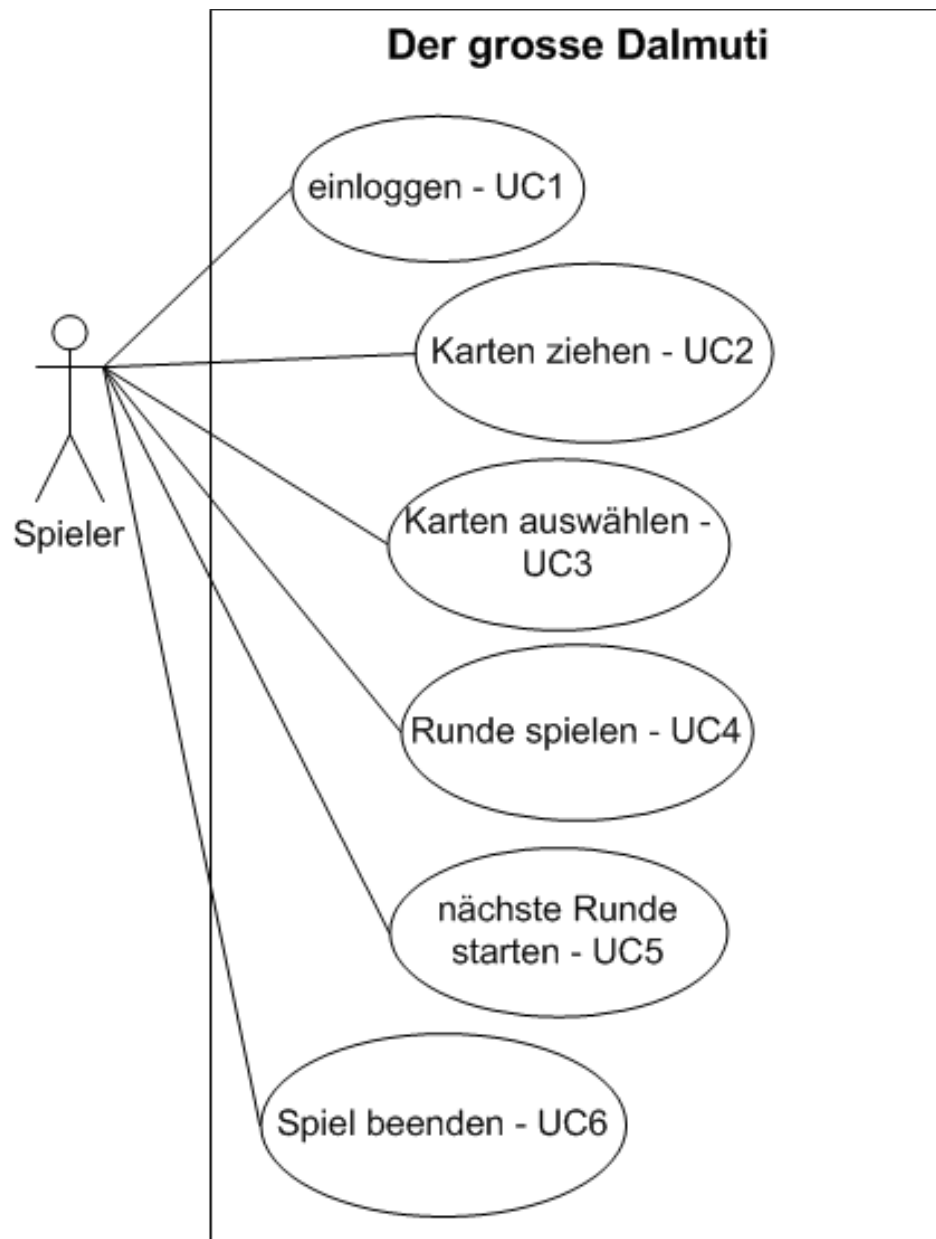 Der grosse Dalmuti
einloggen - UC1
Karten ziehen - UC2
Spieler
Karten auswählen -
UC3
Runde spielen - UC4
nächste Runde
starten - UC5
Spiel beenden - UC6